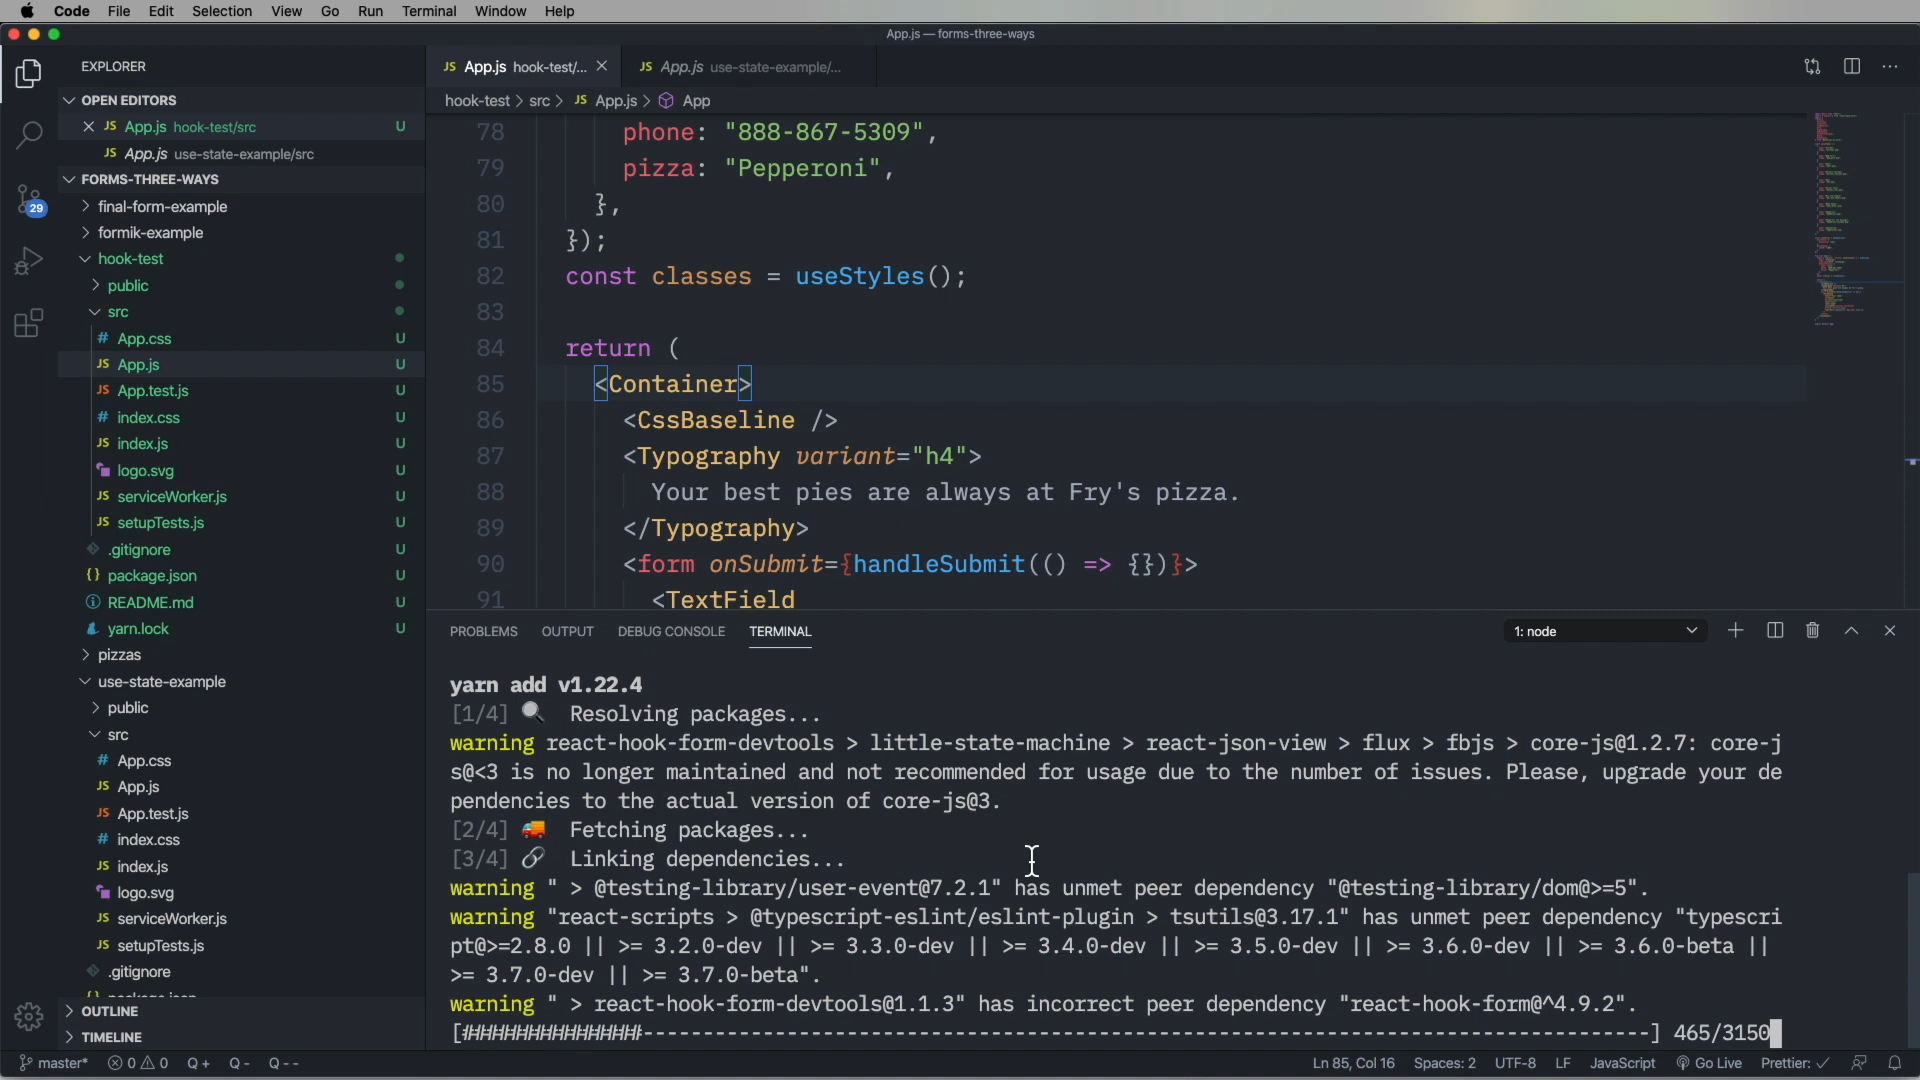 Code File Edit Selection View Go Run Terminal Window Help
App.js — forms-three-ways
EXPLORER
OPEN EDITORS
JS App.js hook-test/src U
JS App.js use-state-example/src
FORMS-THREE-WAYS
29
final-form-example
formik-example
hook-test
public
src
# App.css U
JS App.js U
JS App.test.js U
# index.css U
JS index.js U
logo.svg U
JS serviceWorker.js U
JS setupTests.js U
.gitignore U
{} package.json U
README.md U
yarn.lock U
pizzas
use-state-example
public
src
# App.css
JS App.js
JS App.test.js
# index.css
JS index.js
logo.svg
JS serviceWorker.js
JS setupTests.js
.gitignore
{} package.json
OUTLINE
TIMELINE
JS App.js hook-test/...
JS App.js use-state-example/...
hook-test > src > JS App.js > App
78 phone: "888-867-5309",
79 pizza: "Pepperoni",
80 },
81 });
82 const classes = useStyles();
83
84 return (
85 <Container>
86 <CssBaseline />
87 <Typography variant="h4">
88 Your best pies are always at Fry's pizza.
89 </Typography>
90 <form onSubmit={handleSubmit(() => {})}>
91 <TextField
PROBLEMS OUTPUT DEBUG CONSOLE TERMINAL
1: node
yarn add v1.22.4
[1/4] 🔍 Resolving packages...
warning react-hook-form-devtools > little-state-machine > react-json-view > flux > fbjs > core-js@1.2.7: core-j
s@<3 is no longer maintained and not recommended for usage due to the number of issues. Please, upgrade your de
pendencies to the actual version of core-js@3.
[2/4] 🚚 Fetching packages...
[3/4] 🔗 Linking dependencies...
warning " > @testing-library/user-event@7.2.1" has unmet peer dependency "@testing-library/dom@>=5".
warning "react-scripts > @typescript-eslint/eslint-plugin > tsutils@3.17.1" has unmet peer dependency "typescri
pt@>=2.8.0 || >= 3.2.0-dev || >= 3.3.0-dev || >= 3.4.0-dev || >= 3.5.0-dev || >= 3.6.0-dev || >= 3.6.0-beta ||
>= 3.7.0-dev || >= 3.7.0-beta".
warning " > react-hook-form-devtools@1.1.3" has incorrect peer dependency "react-hook-form@^4.9.2".
[###############------------------------------------------------------------------------------------] 465/3150
master* 0 0 Q + Q - Q - -
Ln 85, Col 16 Spaces: 2 UTF-8 LF JavaScript Go Live Prettier: ✓